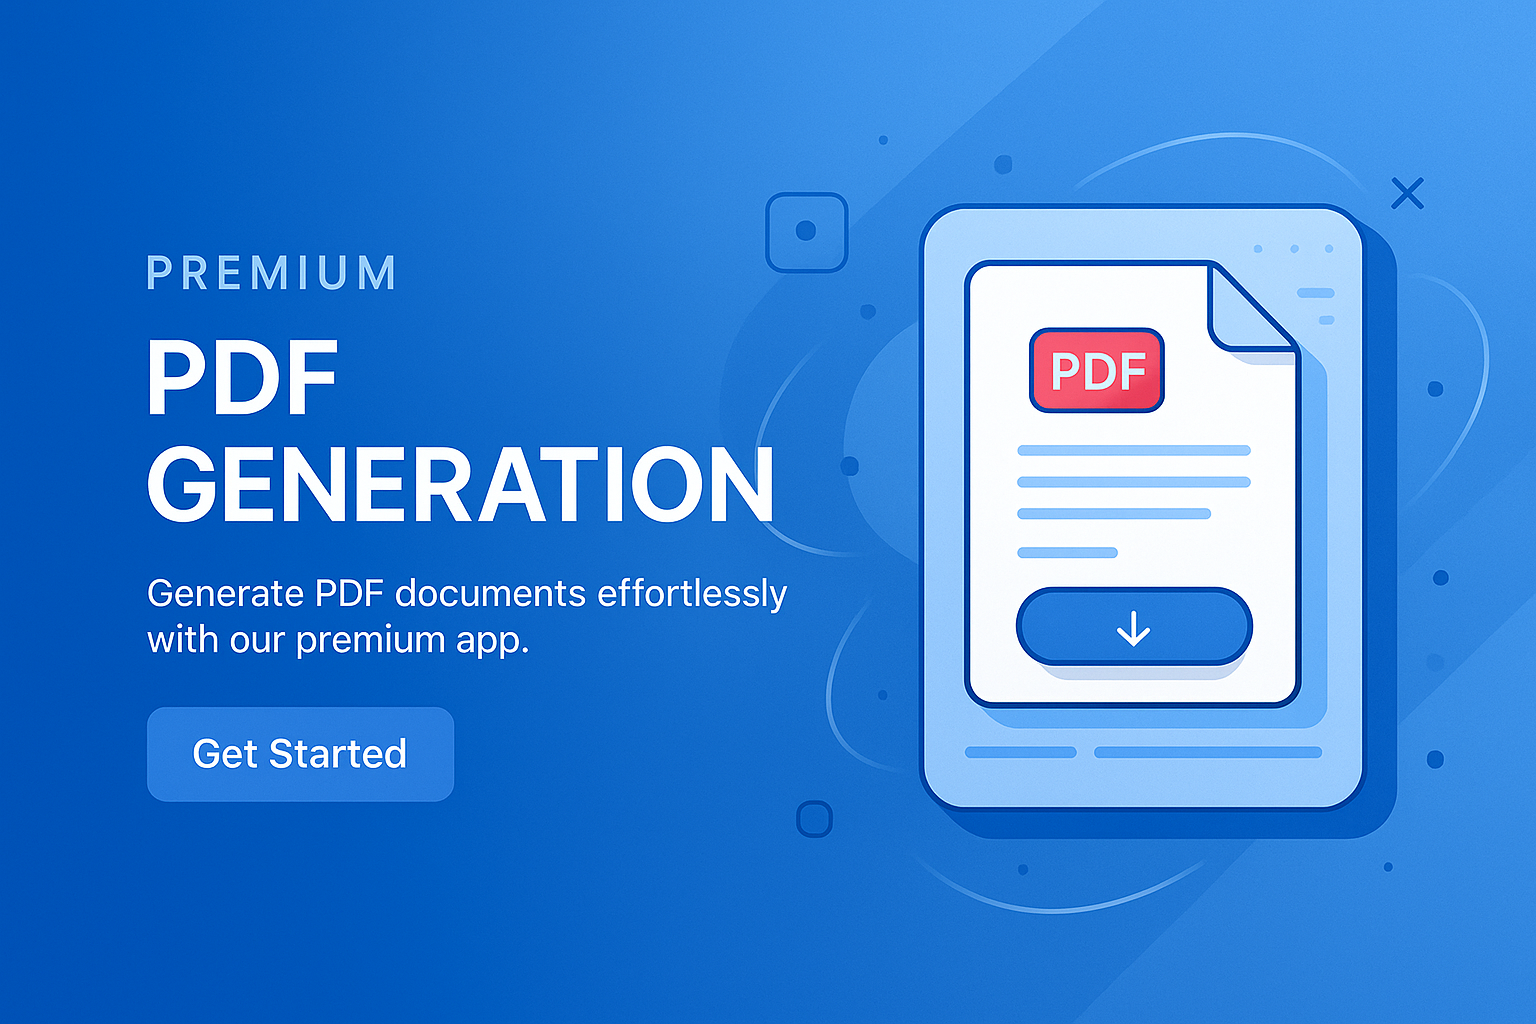 PREMIUM
PDF
GENERATION
Generate PDF documents effortlessly
with our premium app.
Get Started
PDF